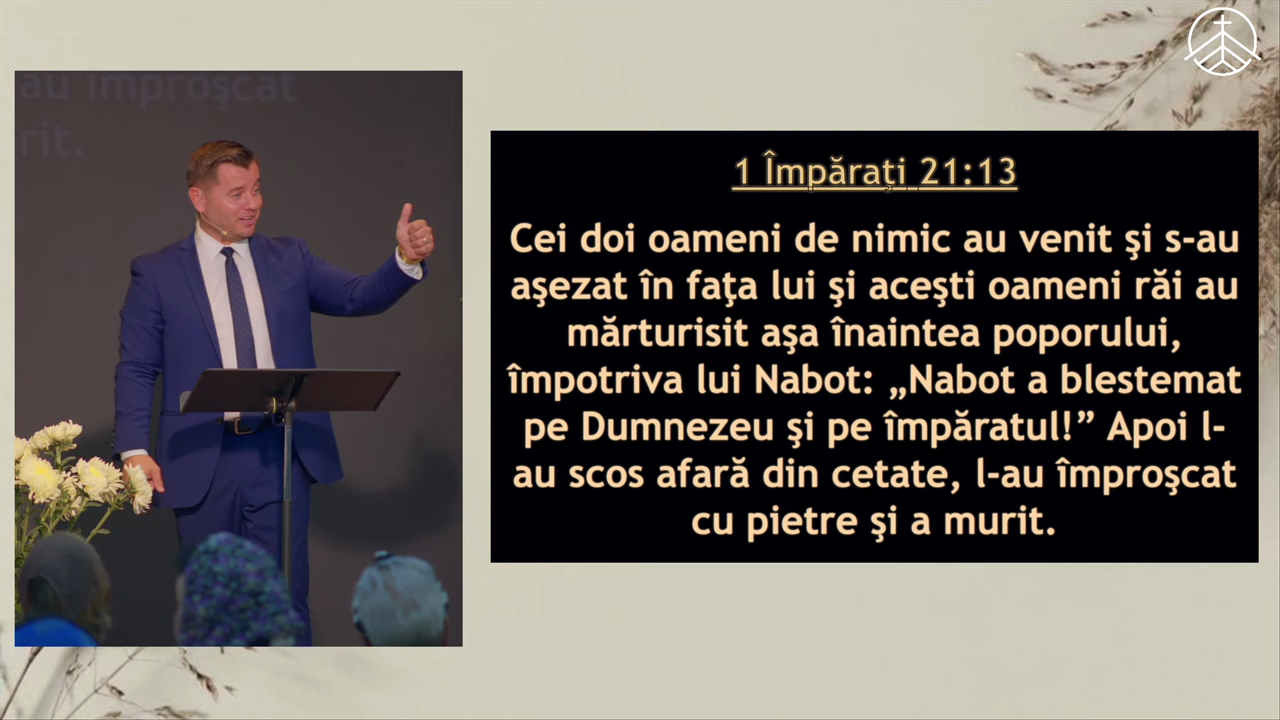 au împroşcat
rit.
1 Împăraţi 21:13
Cei doi oameni de nimic au venit şi s-au
aşezat în faţa lui şi aceşti oameni răi au
mărturisit aşa înaintea poporului,
împotriva lui Nabot: „Nabot a blestemat
pe Dumnezeu şi pe împăratul!” Apoi l-
au scos afară din cetate, l-au împroşcat
cu pietre şi a murit.